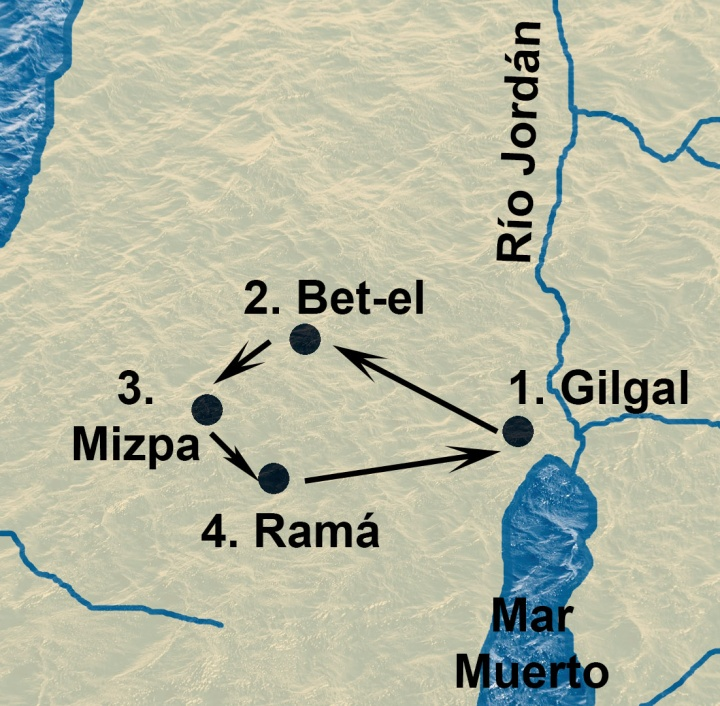 Río Jordán
2. Bet-el
3.
Mizpa
1. Gilgal
4. Ramá
Mar
Muerto